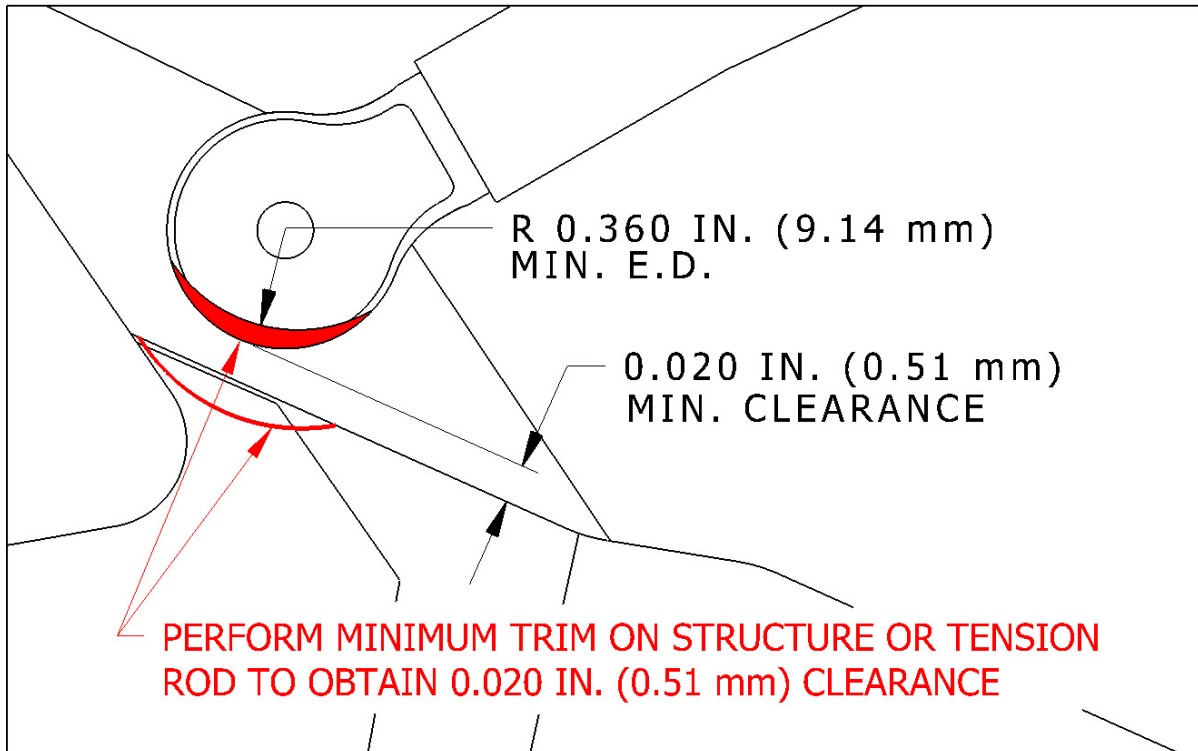 R 0.360 IN. (9.14 mm)
MIN. E.D.
0.020 IN. (0.51 mm)
MIN. CLEARANCE
PERFORM MINIMUM TRIM ON STRUCTURE OR TENSION
ROD TO OBTAIN 0.020 IN. (0.51 mm) CLEARANCE